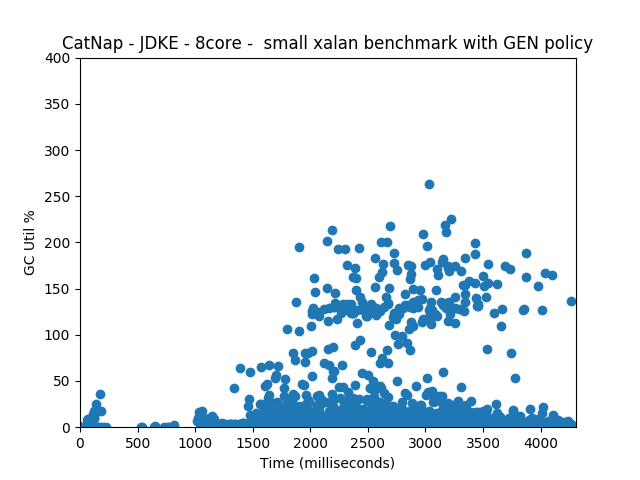 CatNap - JDKE - 8core -  small xalan benchmark with GEN policy
400
350
300
250
200
150
100
50
0
GC Util %
0 500 1000 1500 2000 2500 3000 3500 4000
Time (milliseconds)